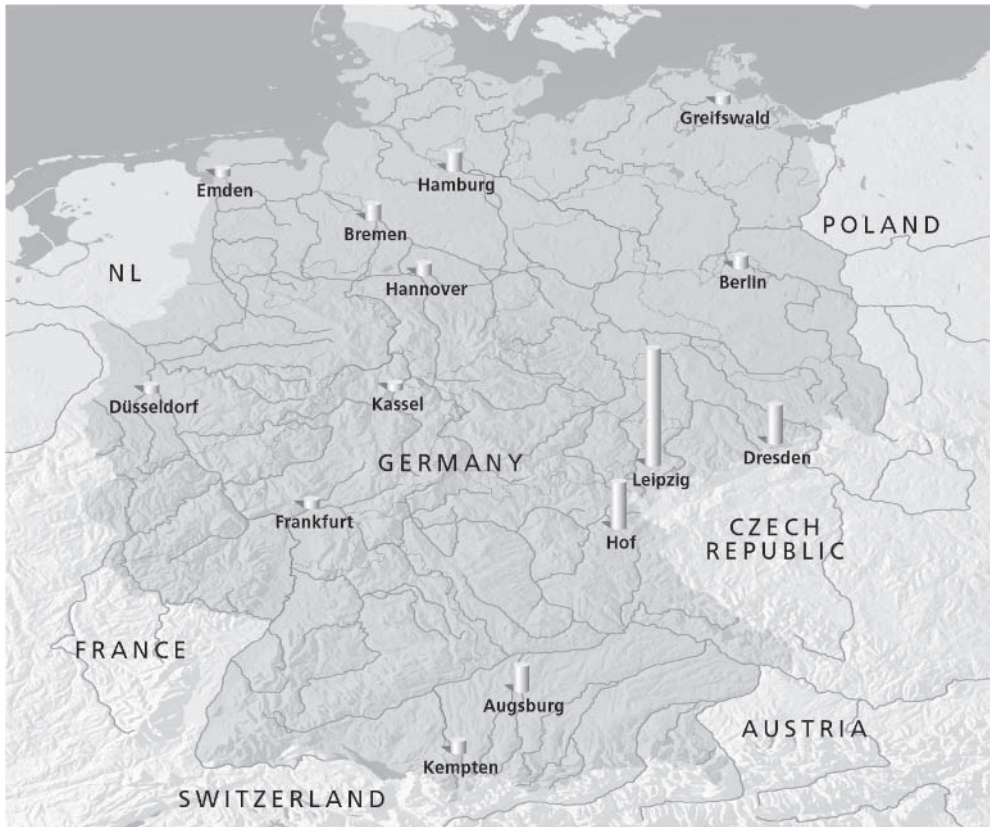 Greifswald
Hamburg
Emden
POLAND
Bremen
NL
Berlin
Hannover
Düsseldorf
Kassel
Dresden
GERMANY
Leipzig
Frankfurt
CZECH
REPUBLIC
Hof
FRANCE
Augsburg
AUSTRIA
Kempten
SWITZERLAND